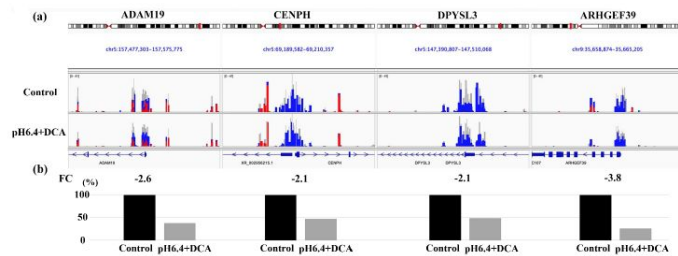 (a) ADAM19 CENPH DPYSL3 ARHGEF39
chr5:157,477,303-157,575,775 chr5:69,189,582-69,210,357 chr5:147,390,807-147,510,068 chr9:35,658,874-35,665,205
Control
pH6.4+DCA
ADAM19 CENPH DPYSL3 DPYSL3 ARHGEF39
(b)
FC -2.6 -2.1 -2.1 -3.8
(%)
100
50
0
Control pH6.4+DCA Control pH6.4+DCA Control pH6.4+DCA Control pH6.4+DCA